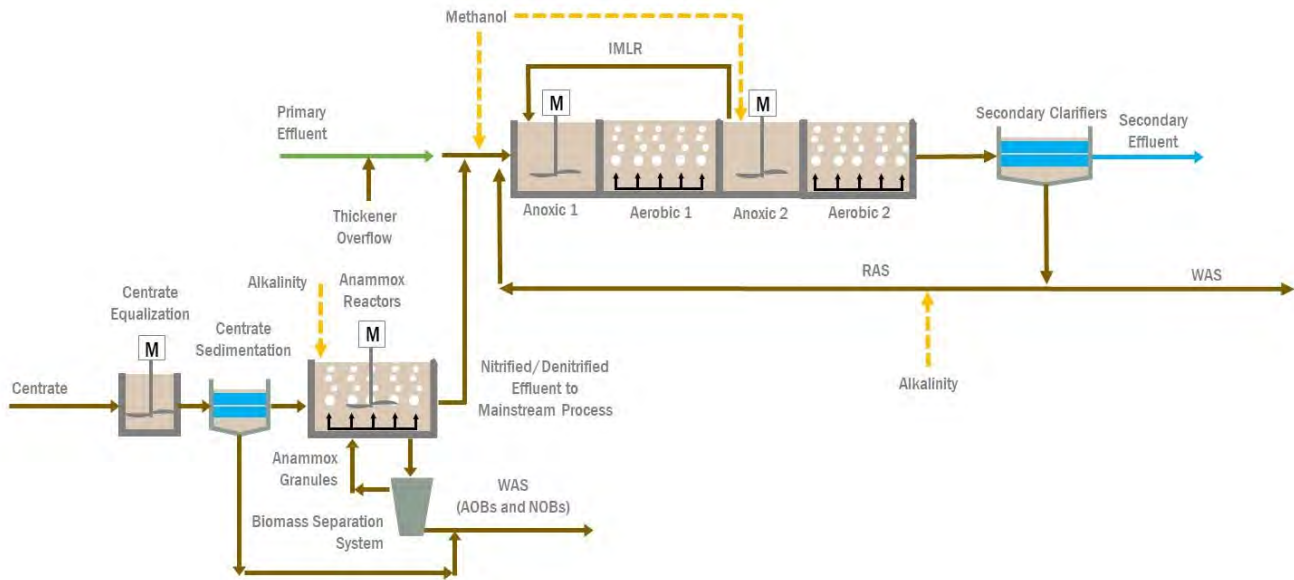 Methanol
IMLR
M
M
Primary
Effluent
Secondary Clarifiers
Secondary
Effluent
Anoxic 1
Aerobic 1
Anoxic 2
Aerobic 2
Thickener
Overflow
RAS
WAS
Alkalinity
Anammox
Reactors
Centrate
Equalization
Centrate
Sedimentation
M
M
Centrate
Nitrified/Denitrified
Effluent to
Mainstream Process
Alkalinity
Anammox
Granules
WAS
(AOBs and NOBs)
Biomass Separation
System